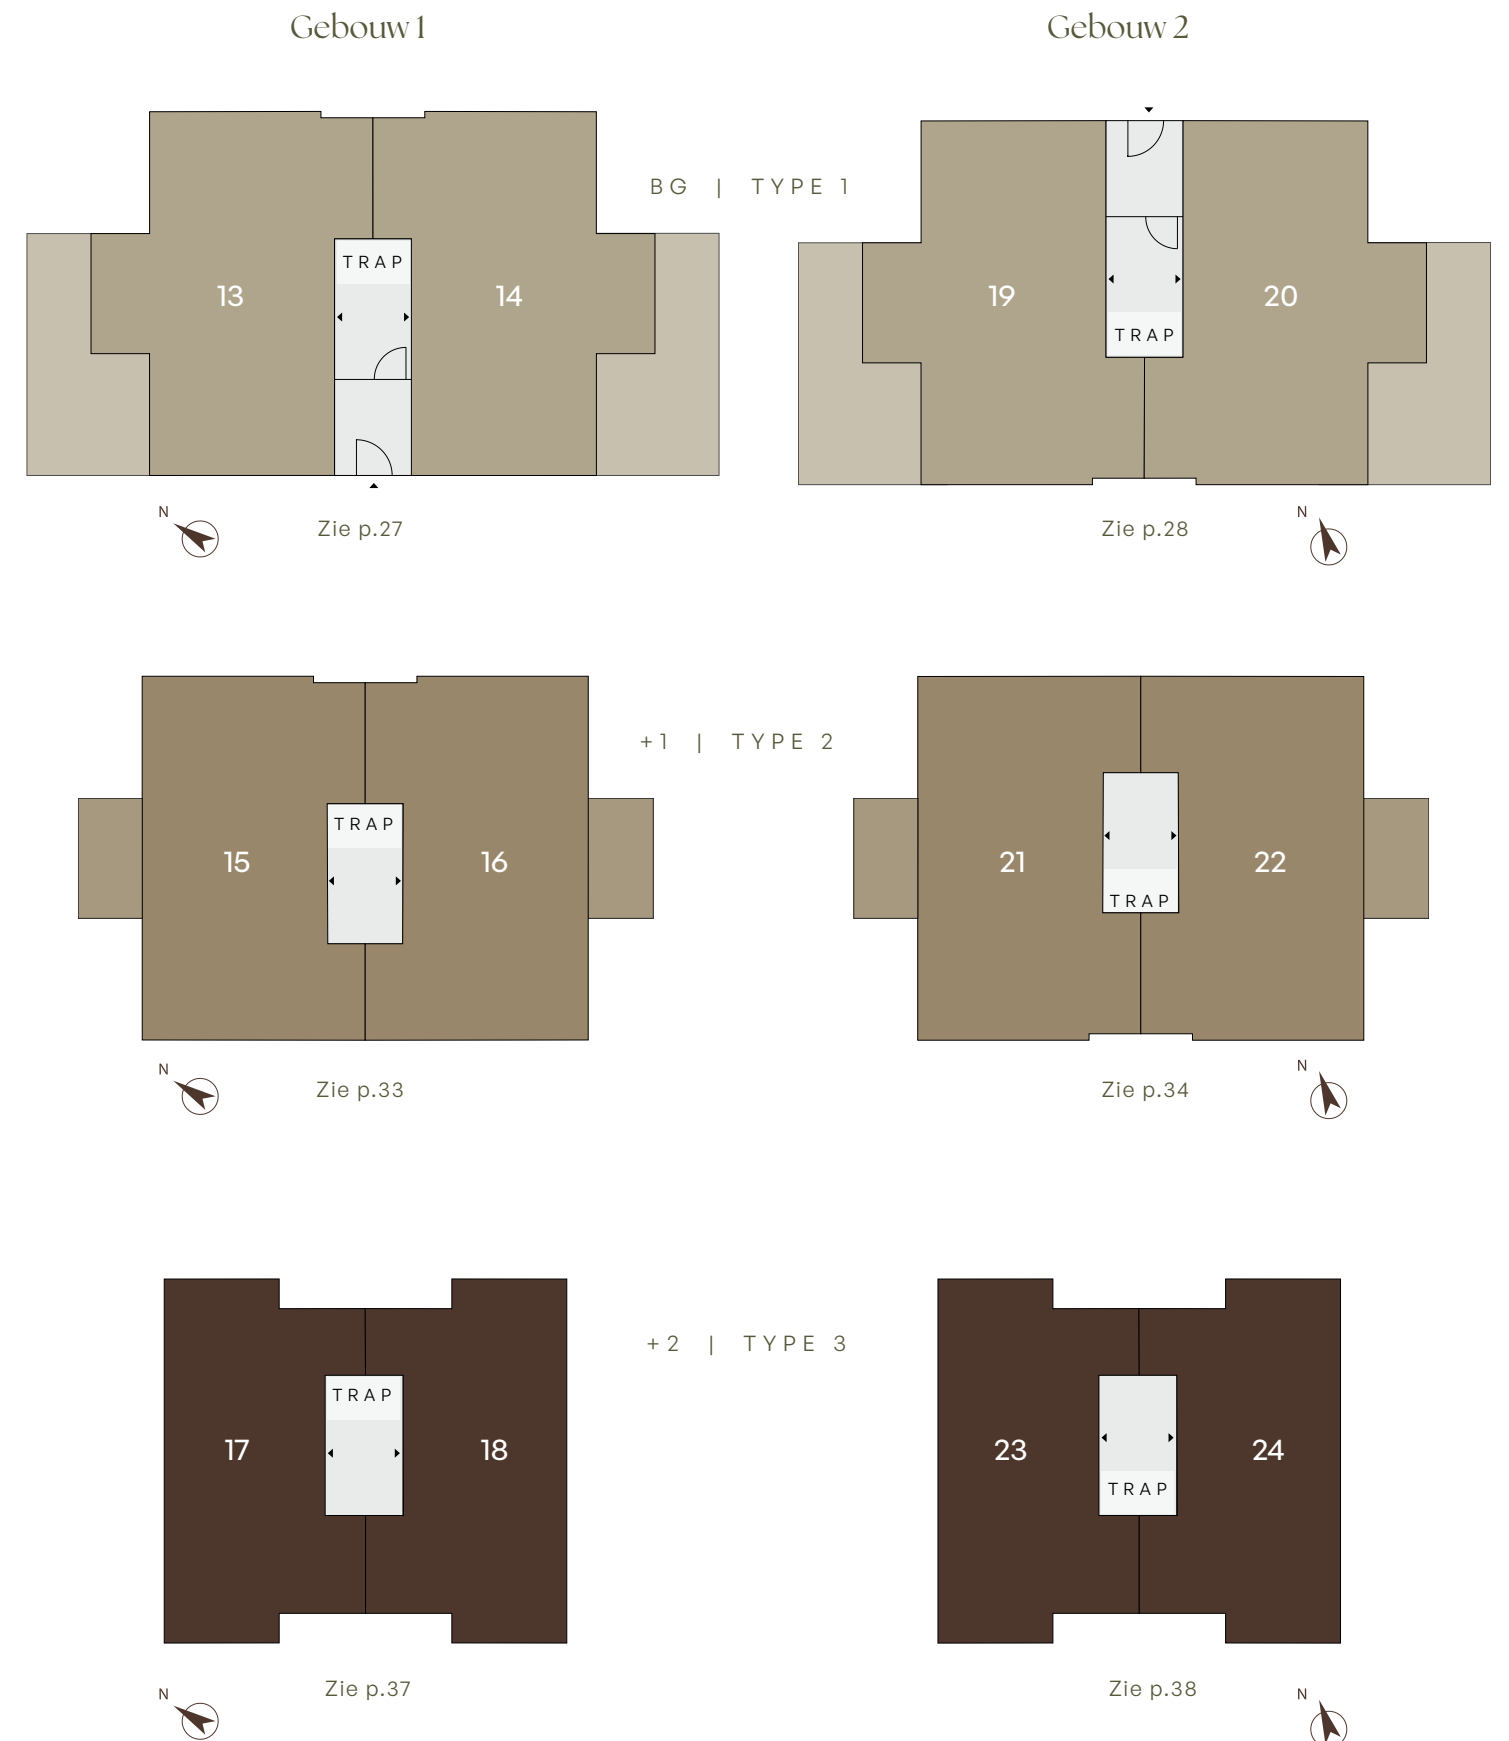 Gebouw 1
Gebouw 2
BG | TYPE 1
TRAP
13
14
19
20
TRAP
N
Zie p.27
Zie p.28
N
+1 | TYPE 2
TRAP
15
16
21
22
TRAP
N
Zie p.33
Zie p.34
N
+2 | TYPE 3
TRAP
17
18
23
24
TRAP
N
Zie p.37
Zie p.38
N